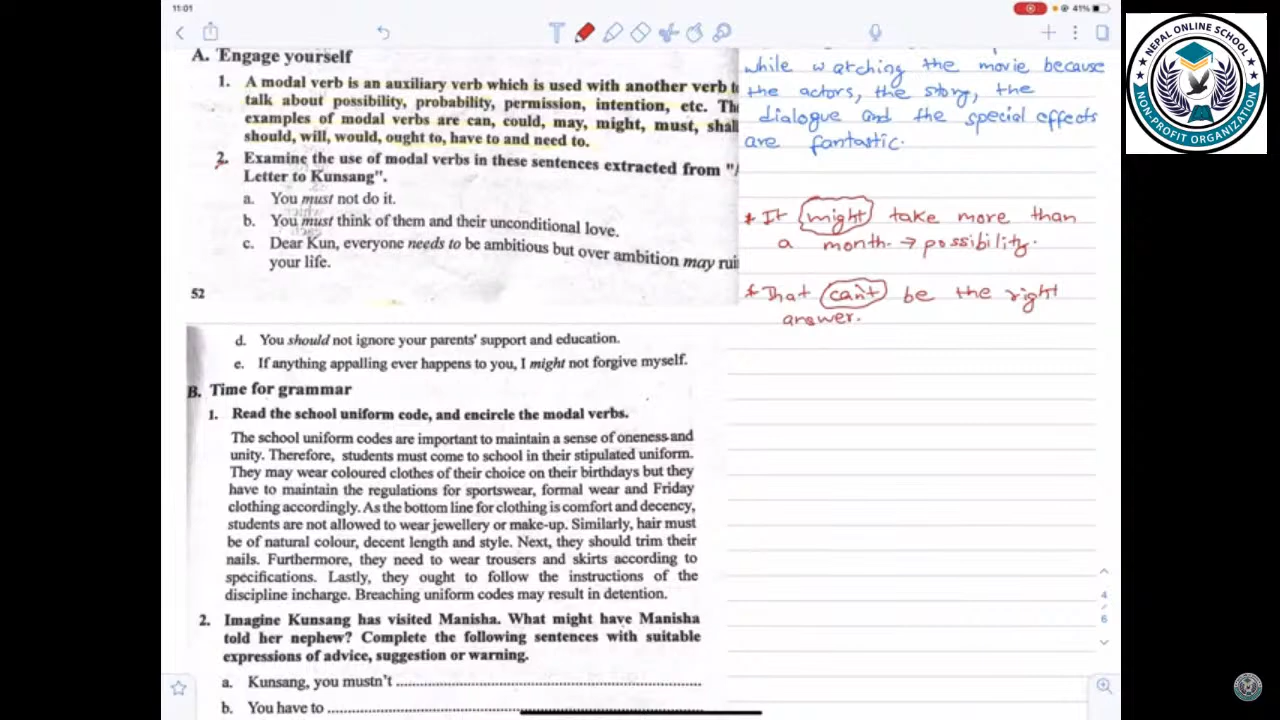 11:01
41%
A. Engage yourself
1. A modal verb is an auxiliary verb which is used with another verb
talk about possibility, probability, permission, intention, etc.
examples of modal verbs are can, could, may, might, must,
should, will, would, ought to, have to and need to.
2. Examine the use of modal verbs in these sentences extracted from
Letter to Kunsang".
a. You must not do it.
b. You must think of them and their unconditional love.
c. Dear Kun, everyone needs to be ambitious but over ambition may
your life.
52
d. You should not ignore your parents' support and education.
e. If anything appalling ever happens to you, I might not forgive myself.
B. Time for grammar
1. Read the school uniform code, and encircle the modal verbs.
The school uniform codes are important to maintain a sense of oneness and
unity. Therefore, students must come to school in their stipulated uniform.
They may wear coloured clothes of their choice on their birthdays but they
have to maintain the regulations for sportswear, formal wear and Friday
clothing accordingly. As the bottom line for clothing is comfort and decency,
students are not allowed to wear jewellery or make-up. Similarly, hair must
be of natural colour, decent length and style. Next, they should trim their
nails. Furthermore, they need to wear trousers and skirts according to
specifications. Lastly, they ought to follow the instructions of the
discipline incharge. Breaching uniform codes may result in detention.
2. Imagine Kunsang has visited Manisha. What might have Manisha
told her nephew? Complete the following sentences with suitable
expressions of advice, suggestion or warning.
a. Kunsang, you mustn't
b. You have to
while watching the movie because
the actors, the story, the
dialogue and the special effects
are fantastic.
* It might take more than
a month. → possibility.
* That can't be the right
answer.
4
/
6
NEPAL ONLINE SCHOOL
NON-PROFIT ORGANIZATION